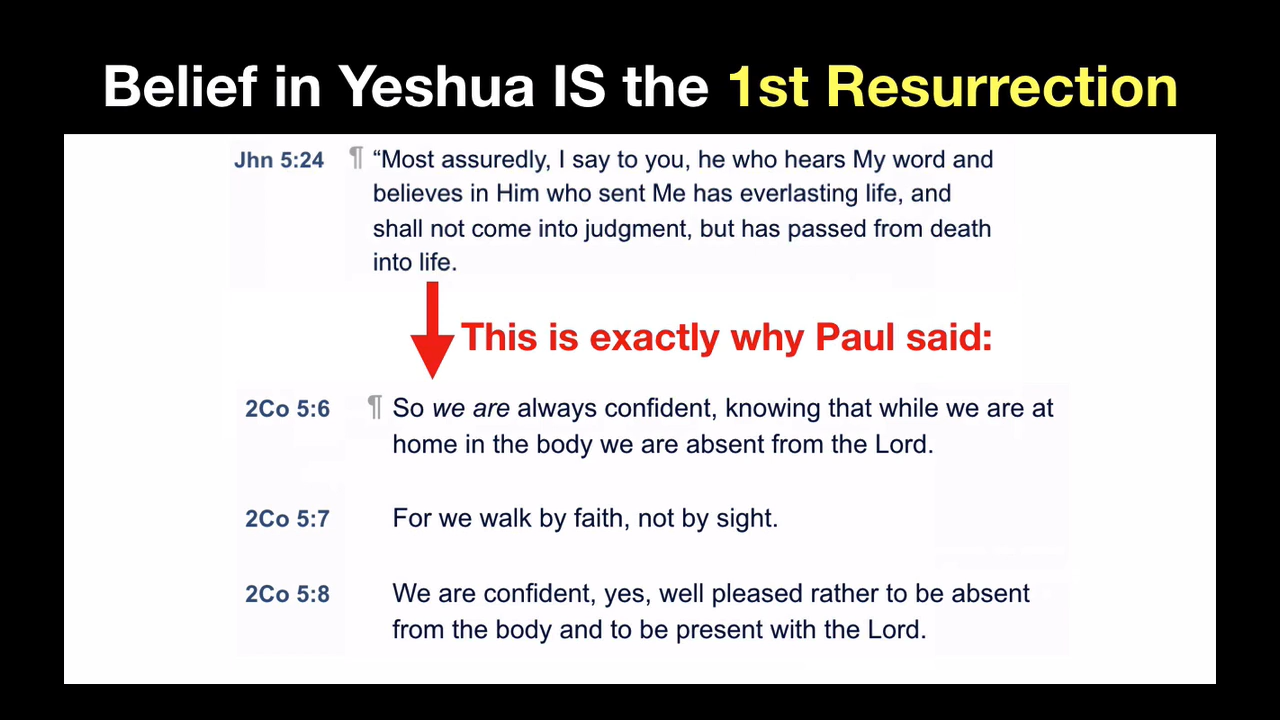 Belief in Yeshua IS the 1st Resurrection
Jhn 5:24 ¶ “Most assuredly, I say to you, he who hears My word and
believes in Him who sent Me has everlasting life, and
shall not come into judgment, but has passed from death
into life.
This is exactly why Paul said:
2Co 5:6 ¶ So we are always confident, knowing that while we are at
home in the body we are absent from the Lord.
2Co 5:7 For we walk by faith, not by sight.
2Co 5:8 We are confident, yes, well pleased rather to be absent
from the body and to be present with the Lord.